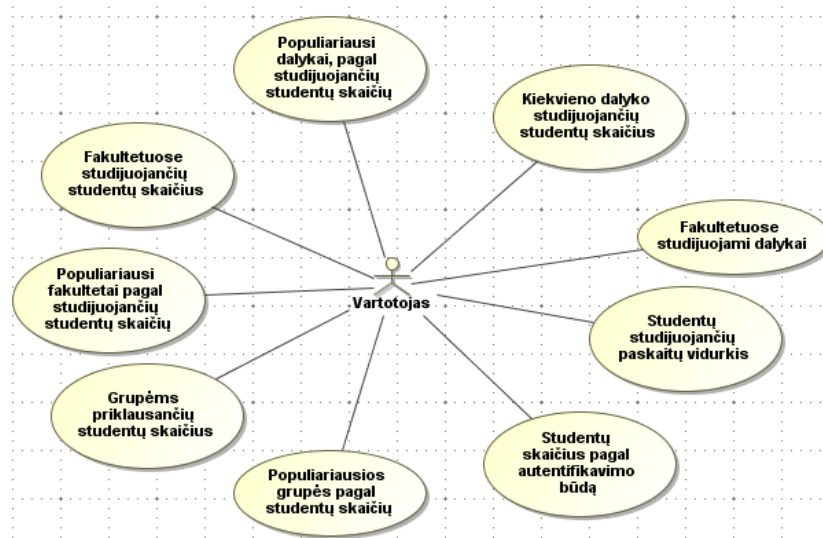 Populiariausi
dalykai, pagal
studijuojančių
studentų skaičių
Kiekvieno dalyko
studijuojančių
studentų skaičius
Fakultetuose
studijuojančių
studentų skaičius
Fakultetuose
studijuojami dalykai
Populiariausi
fakultetai pagal
studijuojančių
studentų skaičių
Vartotojas
Studentų
studijuojančių
paskaitų vidurkis
Grupėms
priklausančių
studentų skaičius
Studentų
skaičius pagal
autentifikavimo
būdą
Populiariausios
grupės pagal
studentų skaičių